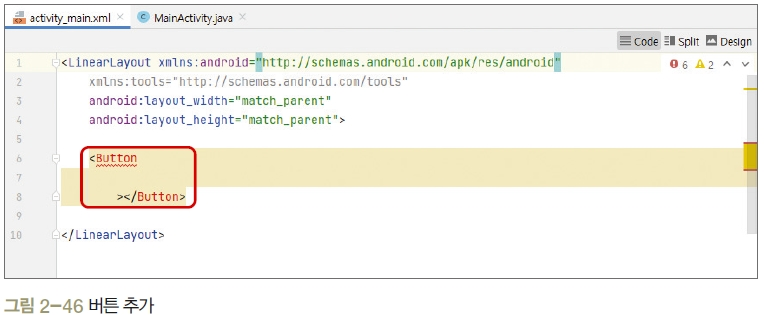 activity_main.xml × MainActivity.java ×
Code Split Design
1 <LinearLayout xmlns:android="http://schemas.android.com/apk/res/android" 6 2
2 xmlns:tools="http://schemas.android.com/tools"
3 android:layout_width="match_parent"
4 android:layout_height="match_parent">
5
6 <Button
7
8 ></Button>
9
10 </LinearLayout>
그림 2-46 버튼 추가